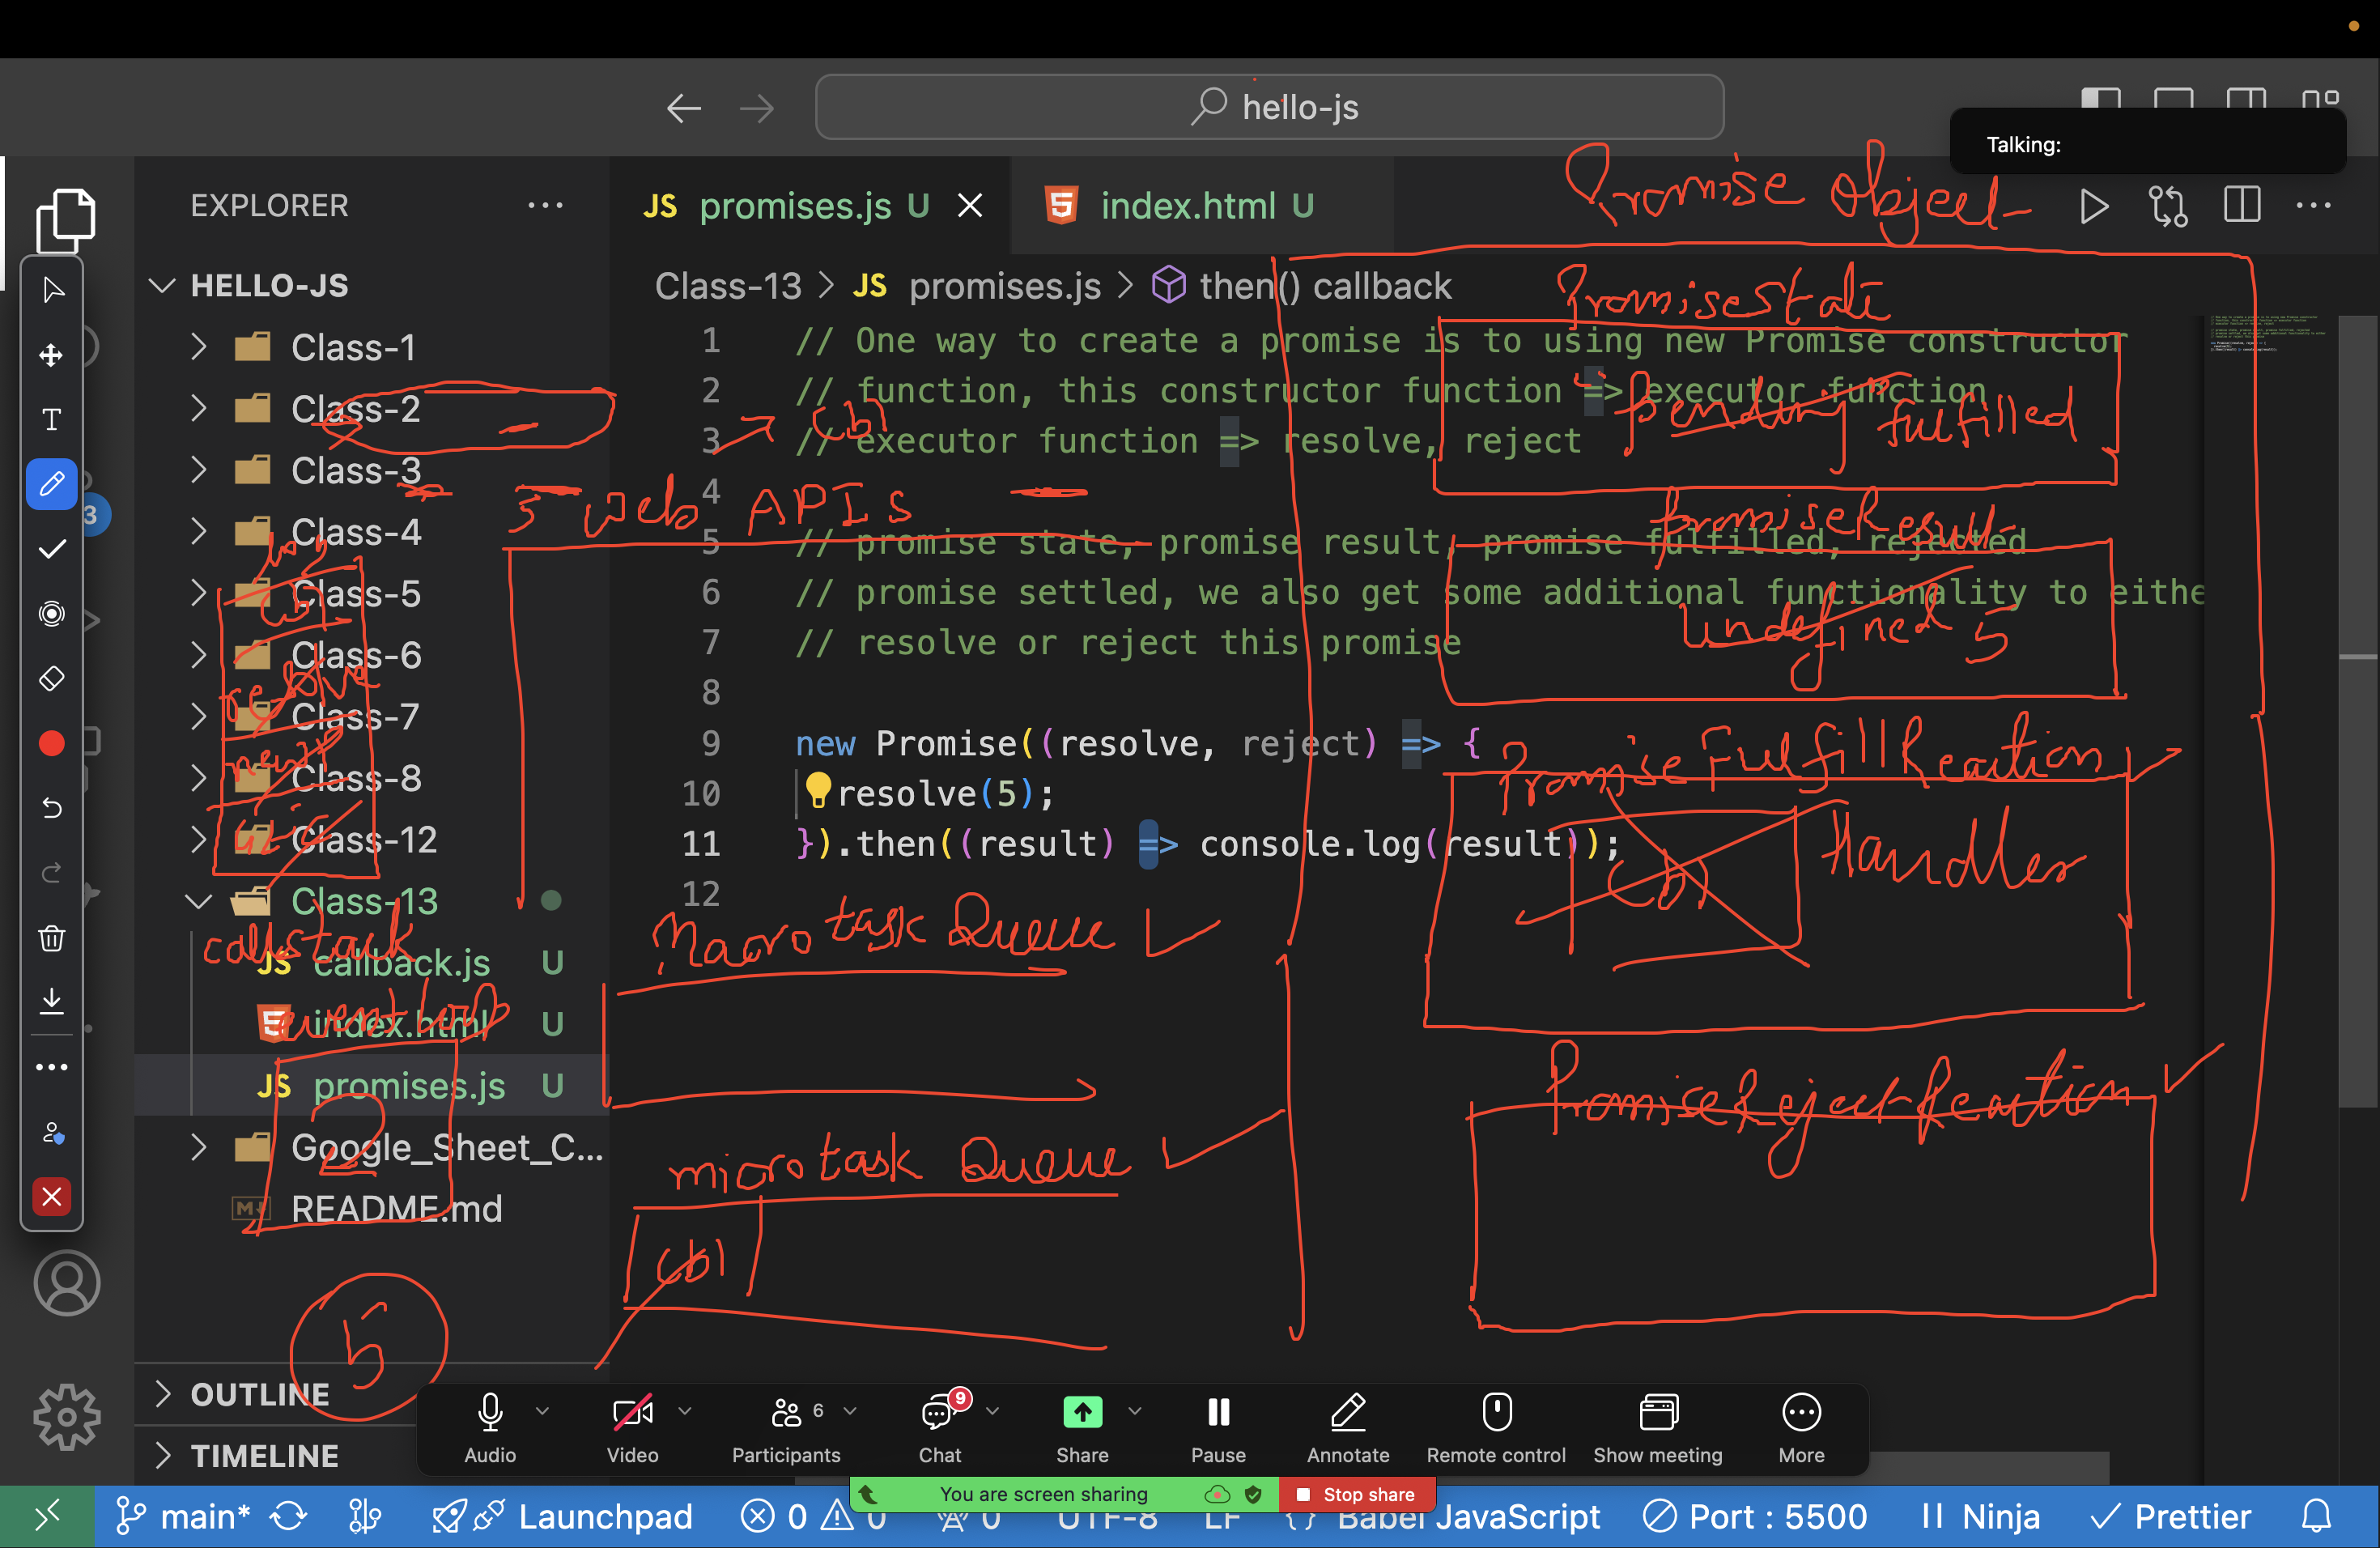 hello-js
Talking:
EXPLORER
JS promises.js U
index.html U
Promise Object
HELLO-JS
Class-13 > JS promises.js > then() callback
PromiseState
Class-1
Class-2
Class-3
Class-4
Class-5
Class-6
Class-7
Class-8
Class-12
Class-13
JS callback.js U
index.html U
JS promises.js U
Google_Sheet_C...
README.md
OUTLINE
TIMELINE
3
1 // One way to create a promise is to using new Promise constructor
2 // function, this constructor function => executor function
3 // executor function => resolve, reject
4
5 // promise state, promise result, promise fulfilled, rejected
6 // promise settled, we also get some additional functionality to eithe
7 // resolve or reject this promise
8
9 new Promise((resolve, reject) => {
10 resolve(5);
11 }).then((result) => console.log(result));
12
pending fulfilled
cb
Web APIs
PromiseResult
undefined 5
PromiseFulfillReaction
cb Handler
PromiseRejectReaction
log
resolve
new P
callstack
event loop
2
5
Macro task Queue
micro task Queue
cb
Audio
Video
Participants 6
Chat 9
Share
Pause
Annotate
Remote control
Show meeting
More
You are screen sharing
Stop share
main*
Launchpad
0
0
0
UTF-8
LF
{} Babel JavaScript
Port : 5500
Ninja
Prettier